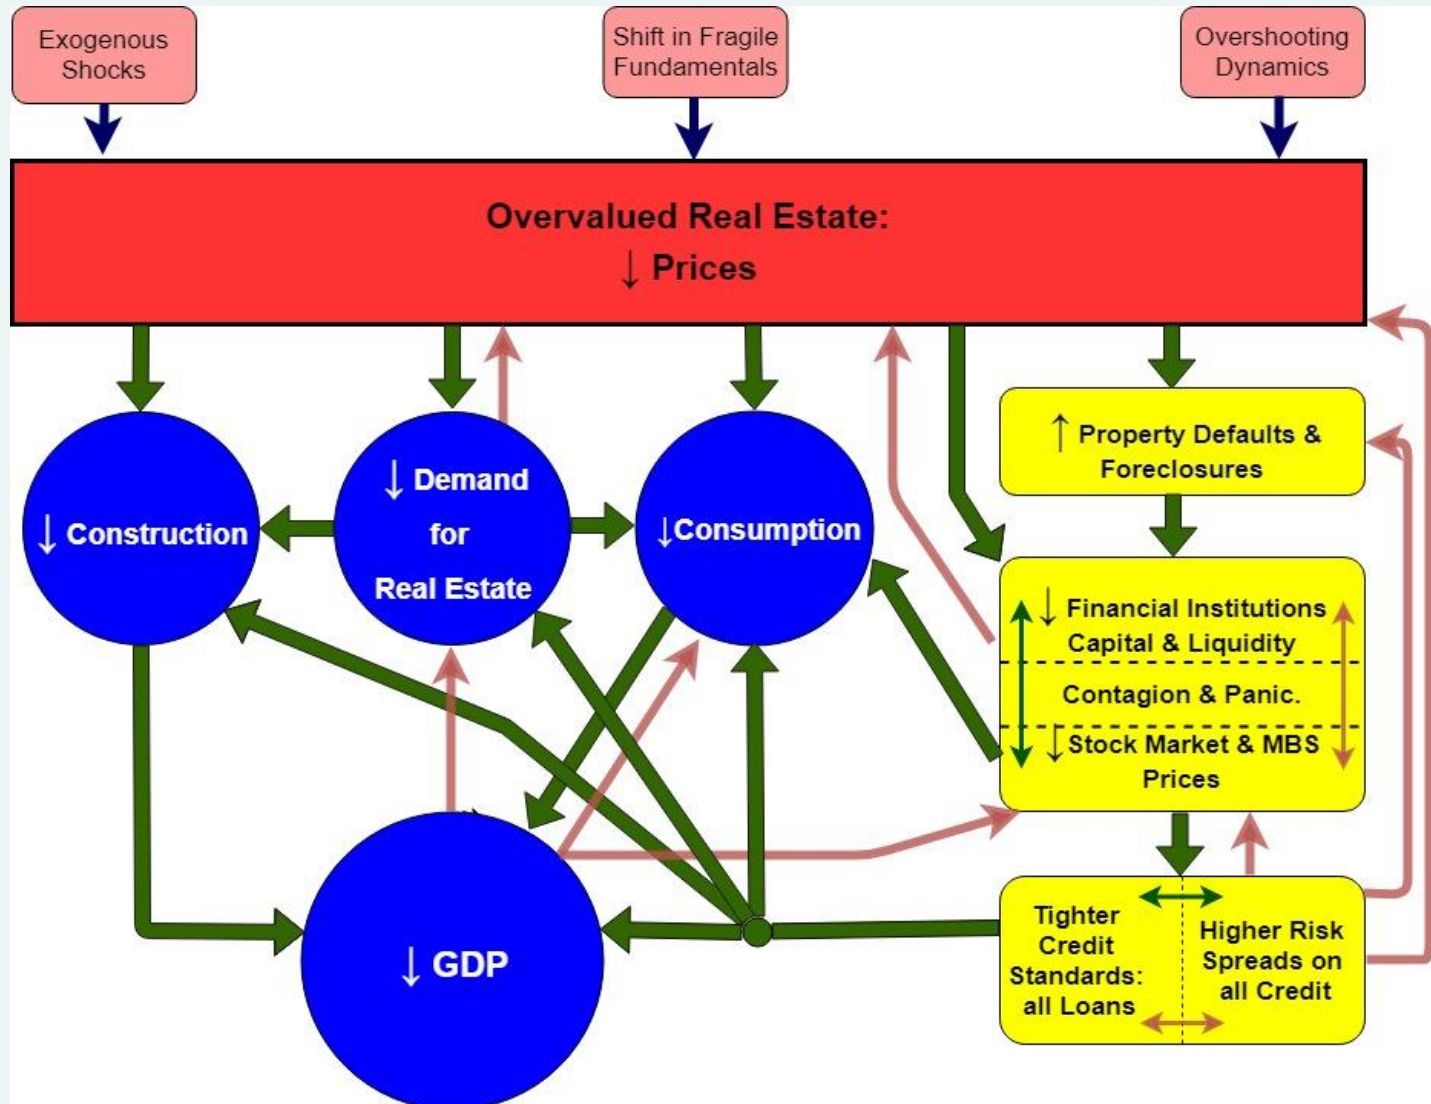 Exogenous
Shocks
Shift in Fragile
Fundamentals
Overshooting
Dynamics
Overvalued Real Estate:
↓ Prices
↑ Property Defaults &
Foreclosures
↓ Construction
↓ Demand
for
Real Estate
↓Consumption
↓ Financial Institutions
Capital & Liquidity
Contagion & Panic.
↓Stock Market & MBS
Prices
↓ GDP
Tighter
Credit
Standards:
all Loans
Higher Risk
Spreads on
all Credit